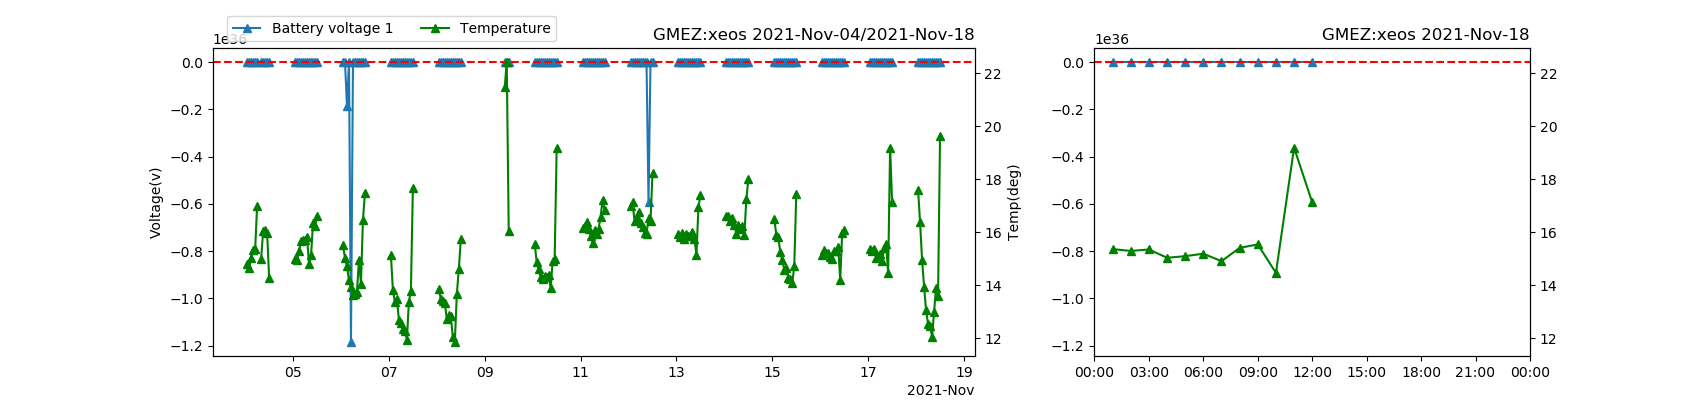 Battery voltage 1 Temperature
GMEZ:xeos 2021-Nov-04/2021-Nov-18
1e36
Voltage(v)
0.0
−0.2
−0.4
−0.6
−0.8
−1.0
−1.2
22
20
18
16
14
12
Temp(deg)
05 07 09 11 13 15 17 19
2021-Nov
GMEZ:xeos 2021-Nov-18
1e36
0.0
−0.2
−0.4
−0.6
−0.8
−1.0
−1.2
22
20
18
16
14
12
00:00 03:00 06:00 09:00 12:00 15:00 18:00 21:00 00:00